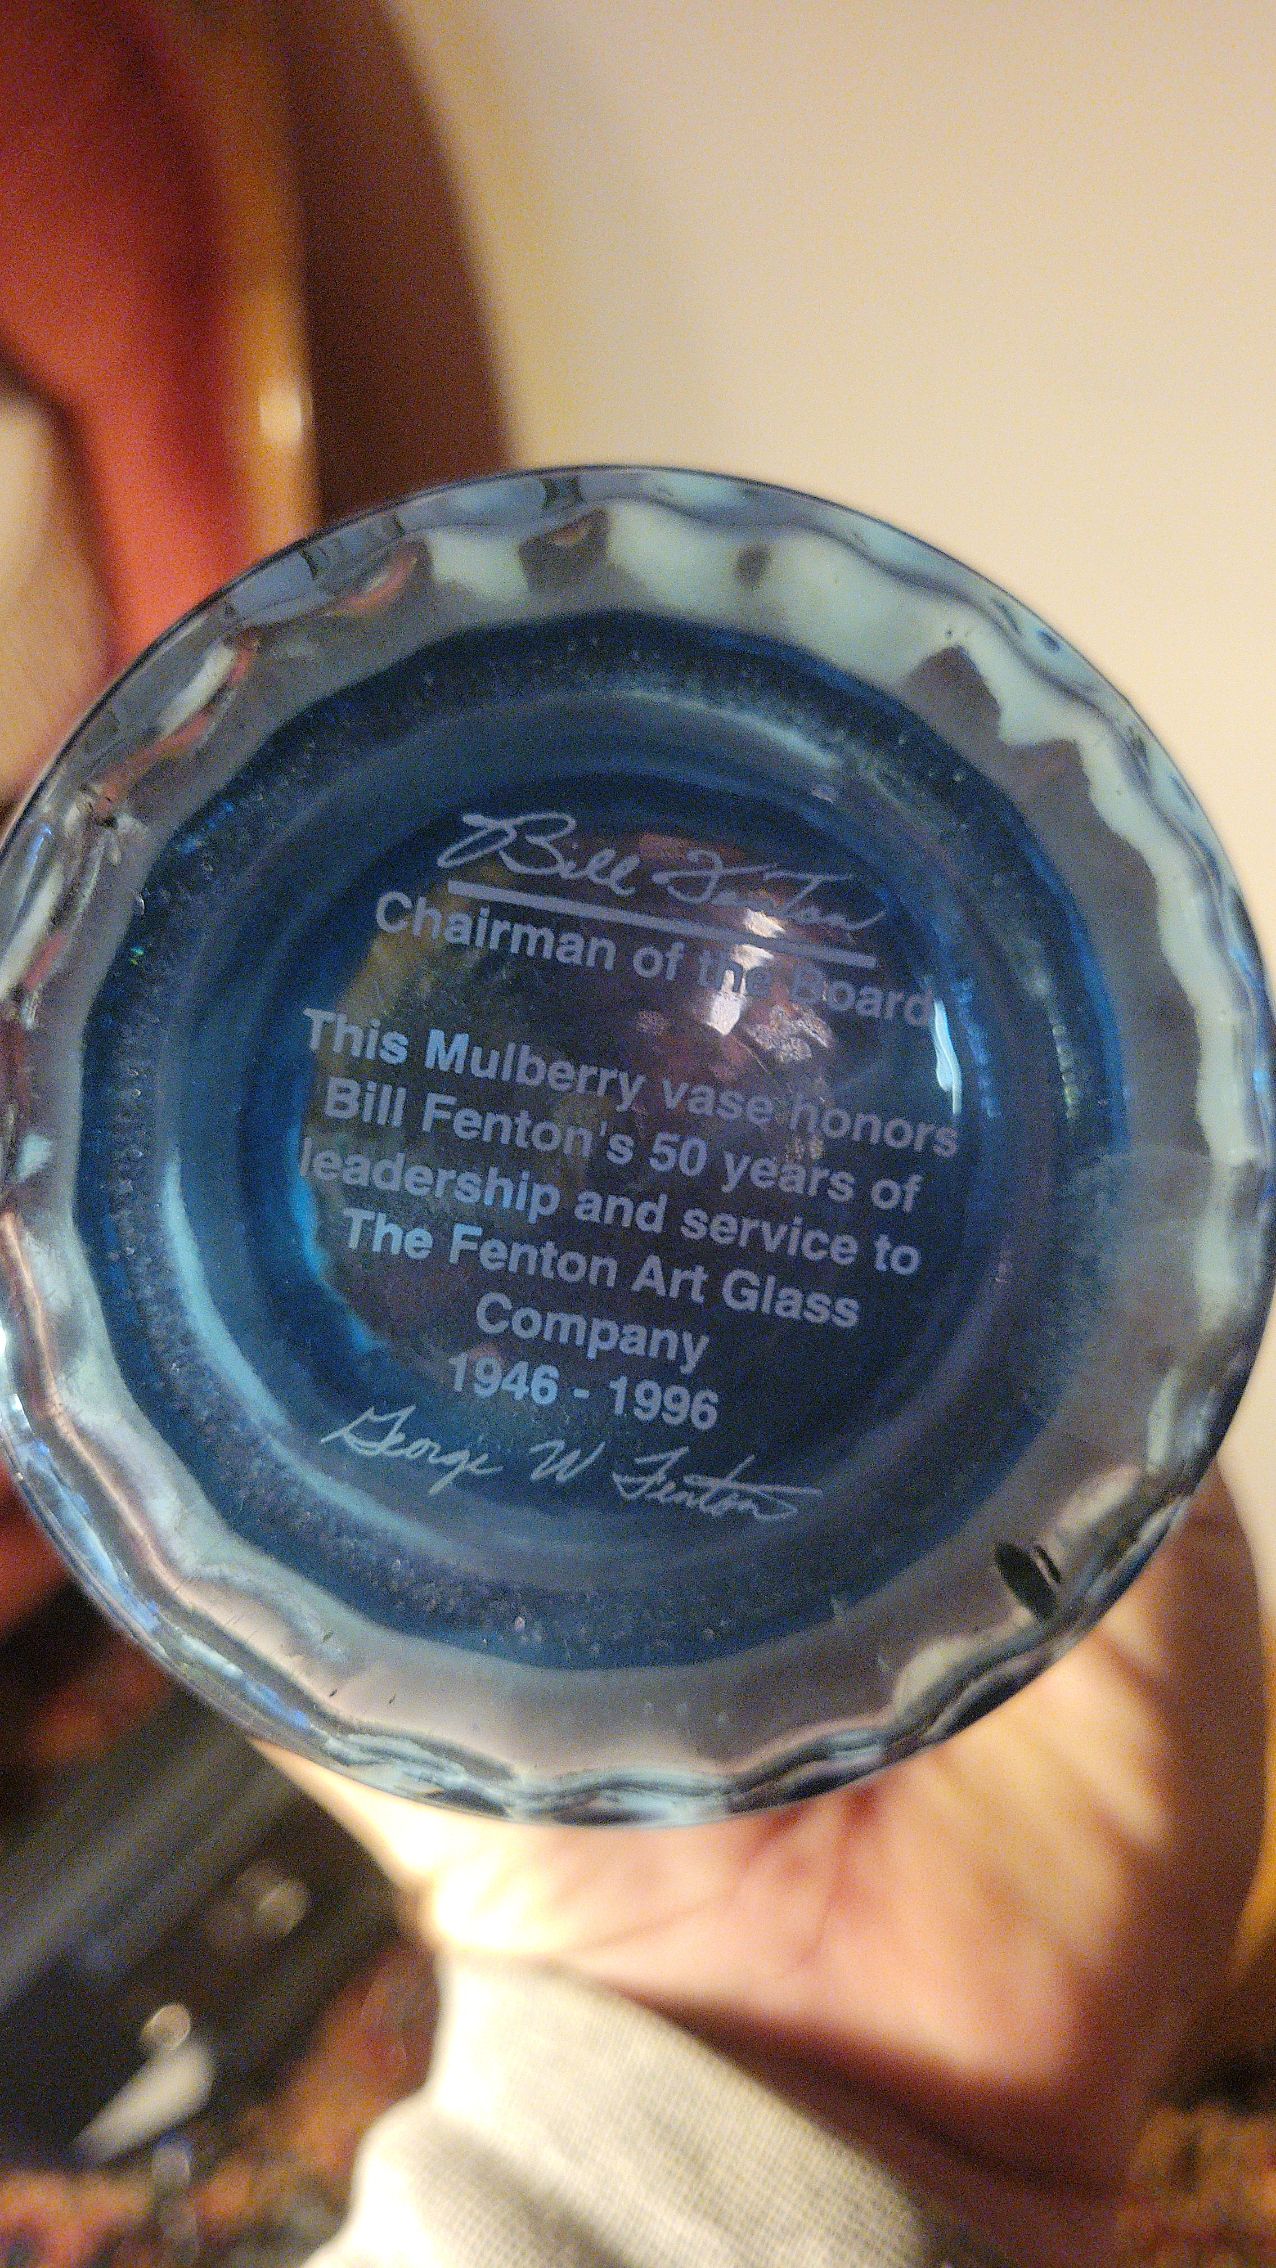 Bill Fenton
Chairman of the Board
This Mulberry vase honors
Bill Fenton's 50 years of
leadership and service to
The Fenton Art Glass
Company
1946 - 1996
George W Fenton